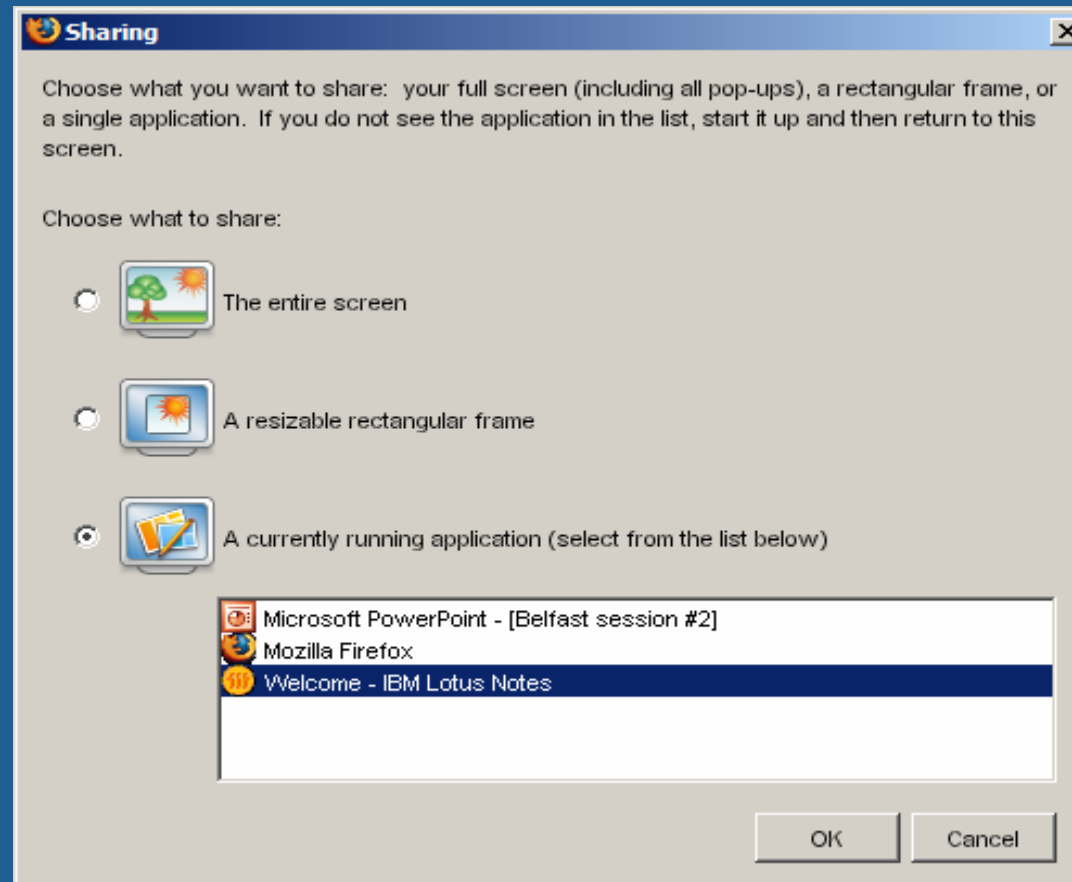 Sharing
Choose what you want to share: your full screen (including all pop-ups), a rectangular frame, or
a single application. If you do not see the application in the list, start it up and then return to this
screen.
Choose what to share:
The entire screen
A resizable rectangular frame
A currently running application (select from the list below)
Microsoft PowerPoint - [Belfast session #2]
Mozilla Firefox
Welcome - IBM Lotus Notes
OK Cancel